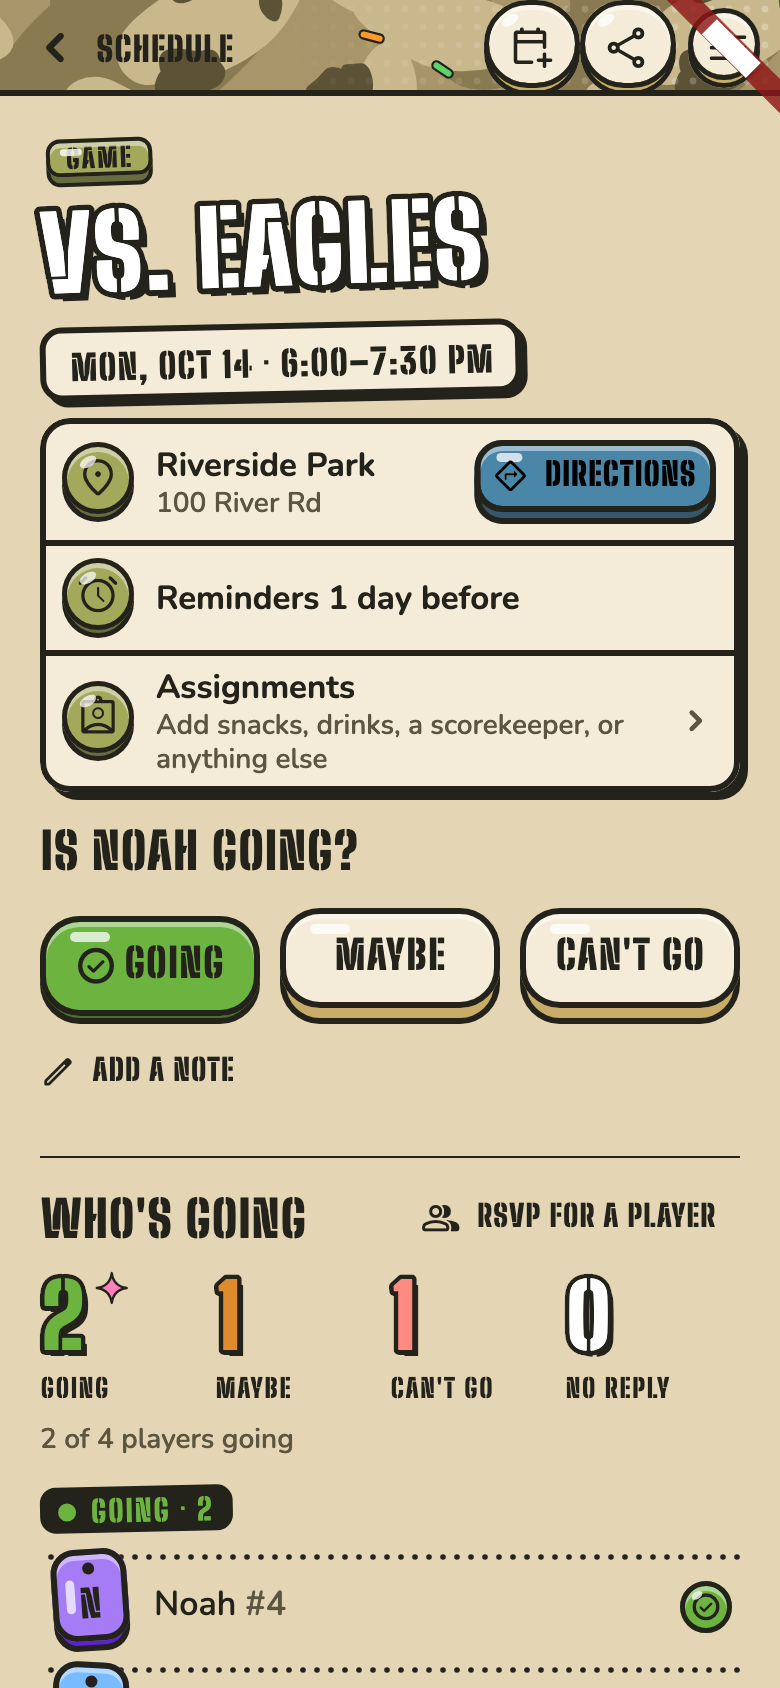 SCHEDULE
GAME
VS. EAGLES
MON, OCT 14 · 6:00–7:30 PM
Riverside Park
100 River Rd
DIRECTIONS
Reminders 1 day before
Assignments
Add snacks, drinks, a scorekeeper, or
anything else
IS NOAH GOING?
GOING
MAYBE
CAN'T GO
ADD A NOTE
WHO'S GOING
RSVP FOR A PLAYER
2
1
1
0
GOING
MAYBE
CAN'T GO
NO REPLY
2 of 4 players going
GOING · 2
N
Noah #4